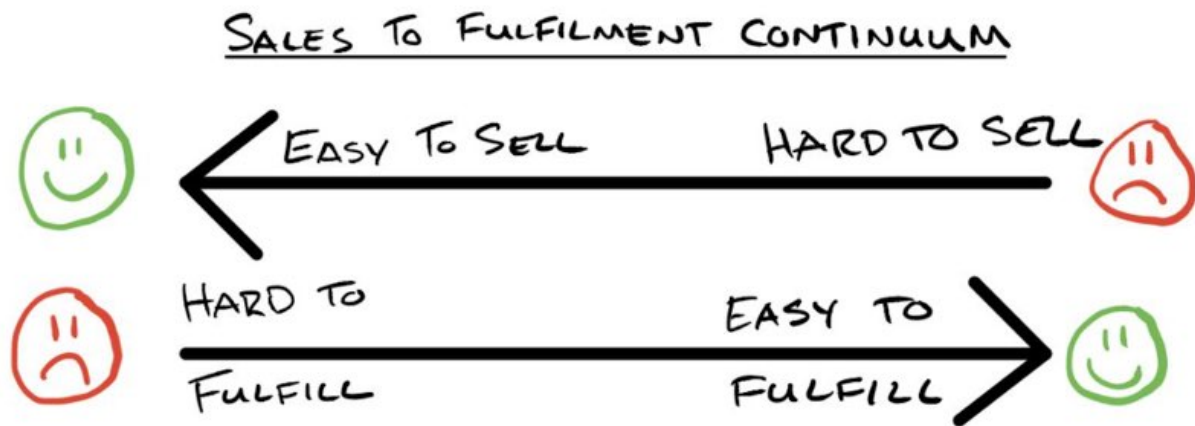 SALES TO FULFILMENT CONTINUUM
EASY TO SELL
HARD TO SELL
HARD TO
FULFILL
EASY TO
FULFILL